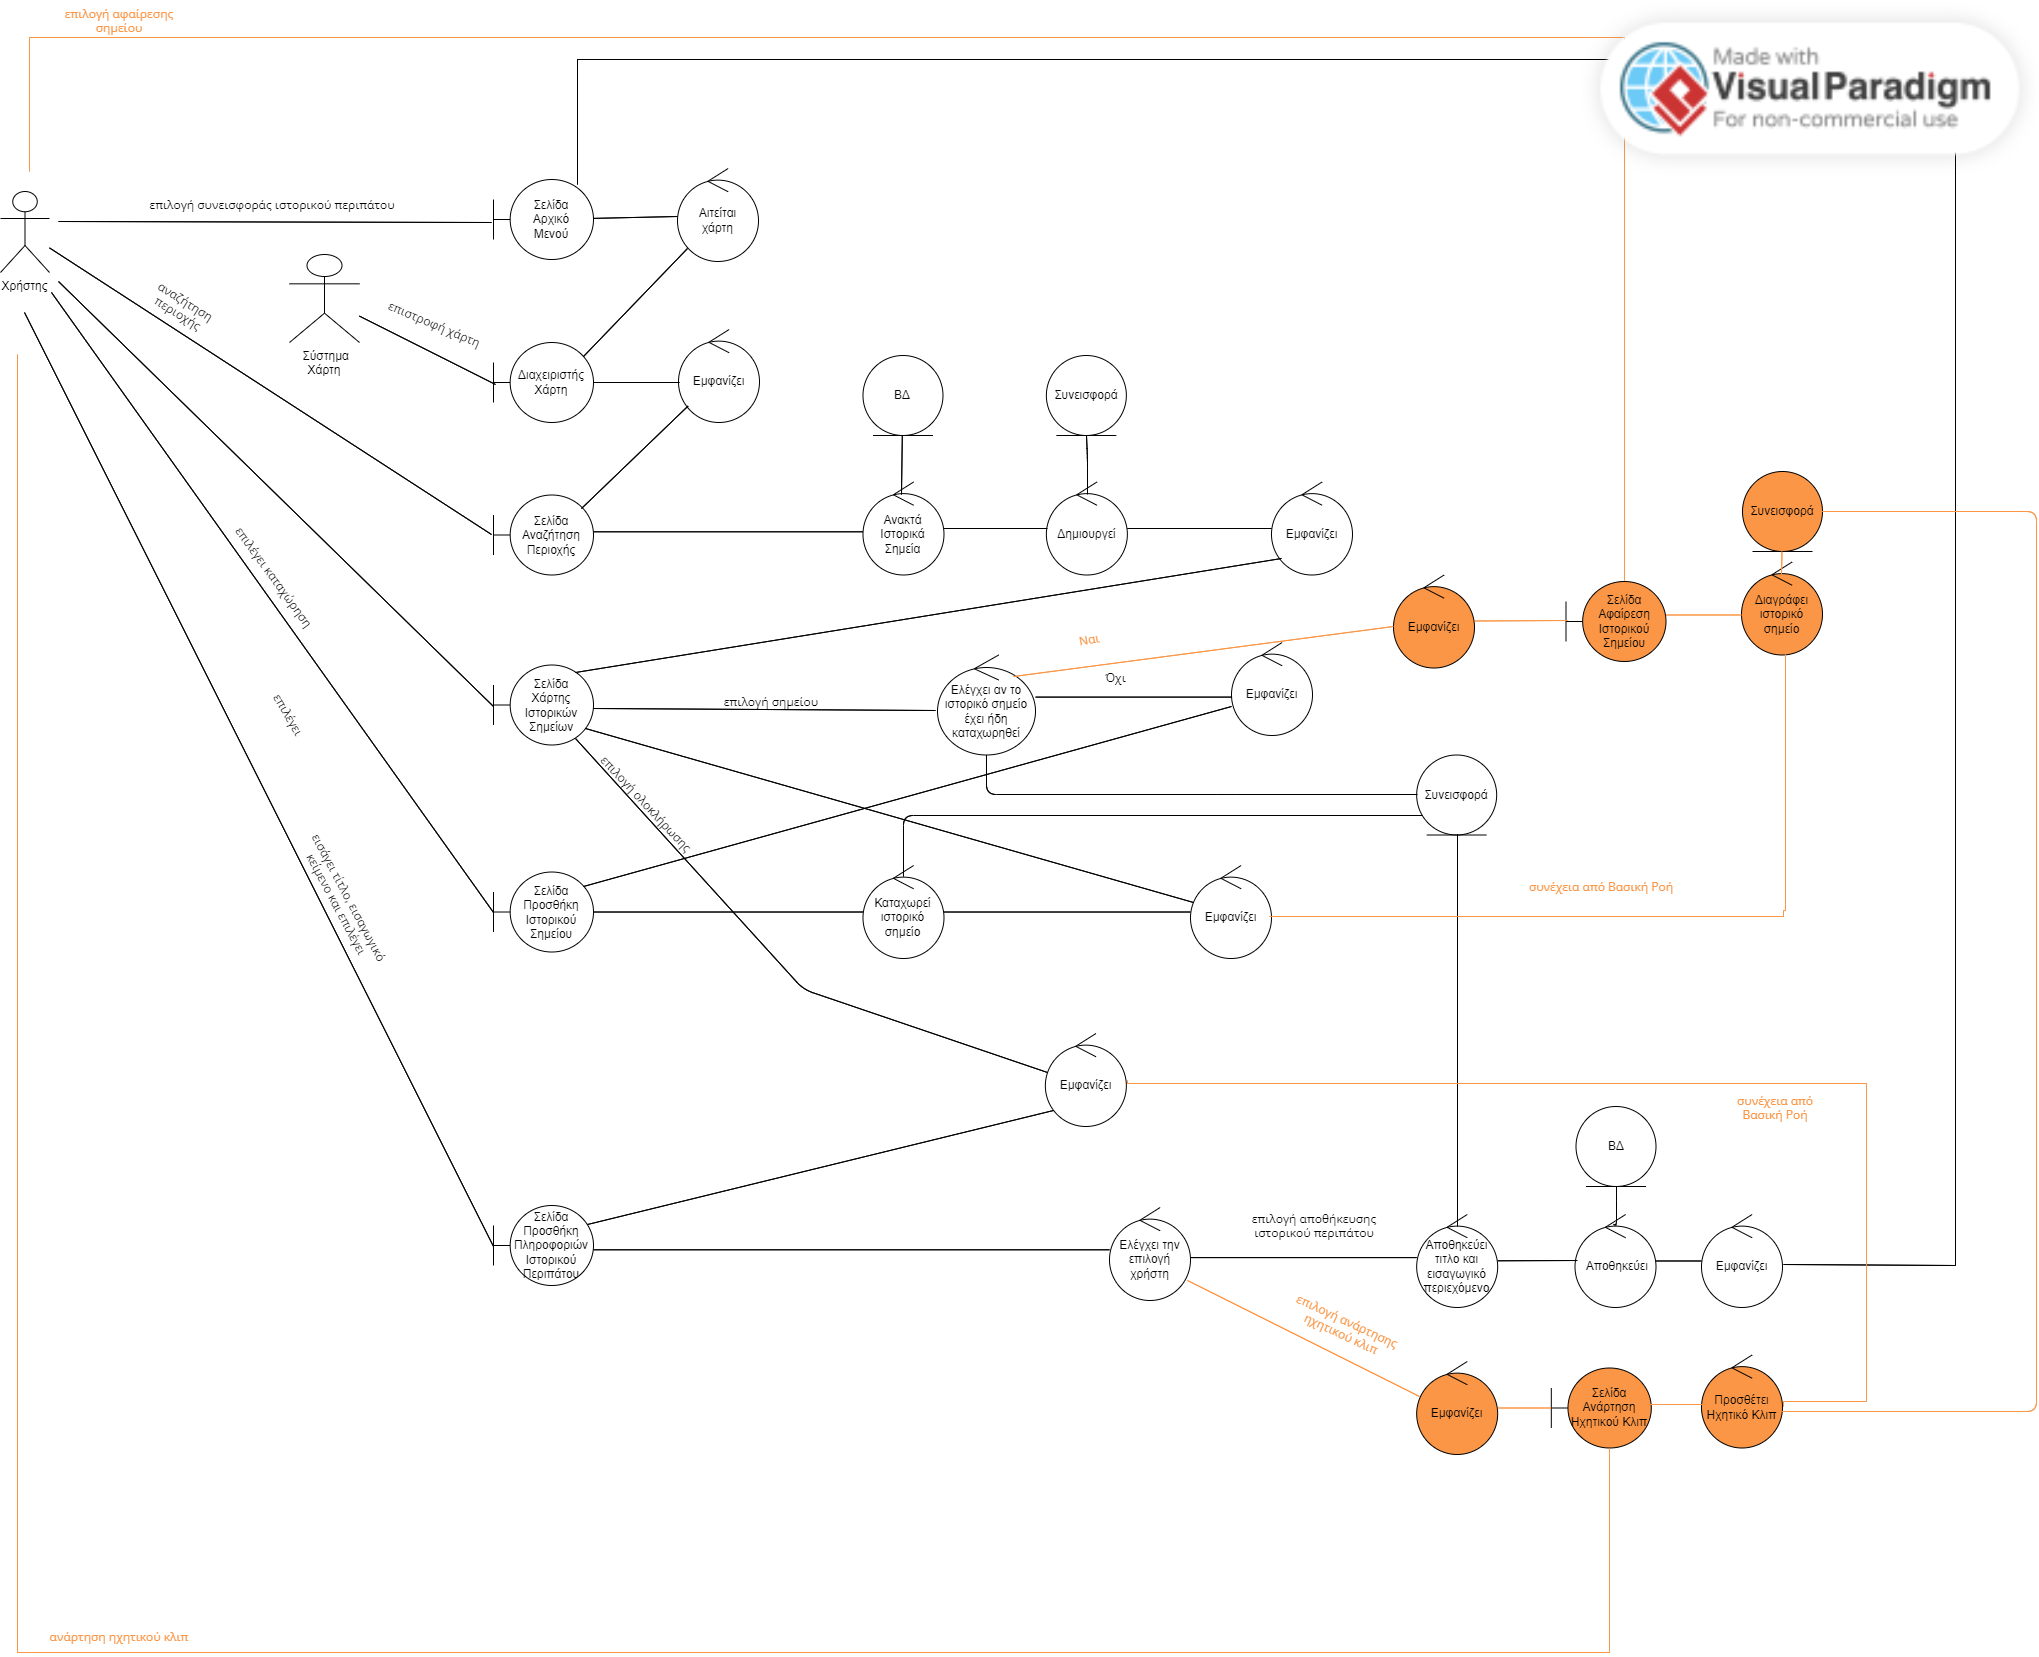 επιλογή αφαίρεσης
σημείου
Made with
Visual Paradigm
For non-commercial use
επιλογή συνεισφοράς ιστορικού περιπάτου
Σελίδα
Αρχικό
Μενού
Αιτείται
χάρτη
Χρήστης
αναζήτηση
περιοχής
επιστροφή χάρτη
Σύστημα
Χάρτη
Διαχειριστής
Χάρτη
Εμφανίζει
ΒΔ
Συνεισφορά
Σελίδα
Αναζήτηση
Περιοχής
Ανακτά
Ιστορικά
Σημεία
Δημιουργεί
Εμφανίζει
Συνεισφορά
επιλέγει καταχώρηση
Εμφανίζει
Σελίδα
Αφαίρεση
Ιστορικού
Σημείου
Διαγράφει
ιστορικό
σημείο
Ναι
Όχι
Σελίδα
Χάρτης
Ιστορικών
Σημείων
επιλογή σημείου
Ελέγχει αν το
ιστορικό σημείο
έχει ήδη
καταχωρηθεί
Εμφανίζει
επιλέγει
επιλογή ολοκλήρωσης
Συνεισφορά
εισάγει τίτλο, εισαγωγικό
κείμενο και επιλέγει
Σελίδα
Προσθήκη
Ιστορικού
Σημείου
Καταχωρεί
ιστορικό
σημείο
Εμφανίζει
συνέχεια από Βασική Ροή
Εμφανίζει
συνέχεια από
Βασική Ροή
ΒΔ
Σελίδα
Προσθήκη
Πληροφοριών
Ιστορικού
Περιπάτου
Ελέγχει την
επιλογή
χρήστη
επιλογή αποθήκευσης
ιστορικού περιπάτου
Αποθηκεύει
τιτλο και
εισαγωγικό
περιεχόμενο
Αποθηκεύει
Εμφανίζει
επιλογή ανάρτησης
ηχητικού κλιπ
Εμφανίζει
Σελίδα
Ανάρτηση
Ηχητικού Κλιπ
Προσθέτει
Ηχητικό Κλιπ
ανάρτηση ηχητικού κλιπ